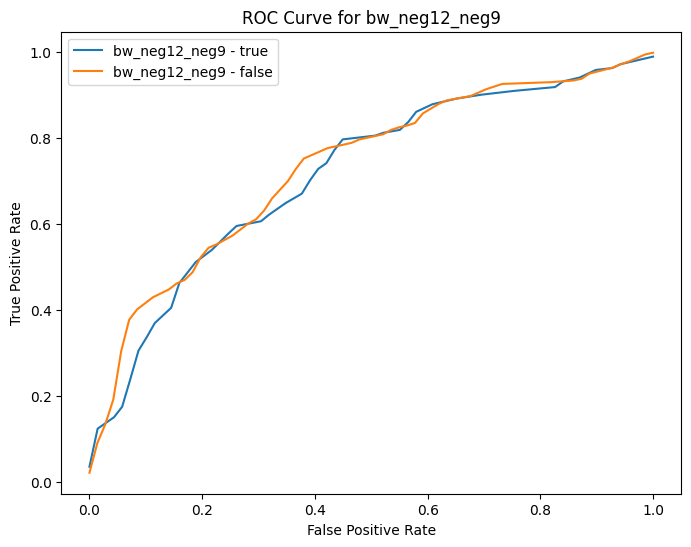 ROC Curve for bw_neg12_neg9
bw_neg12_neg9 - true
bw_neg12_neg9 - false
1.0
0.8
0.6
0.4
0.2
0.0
True Positive Rate
0.0 0.2 0.4 0.6 0.8 1.0
False Positive Rate